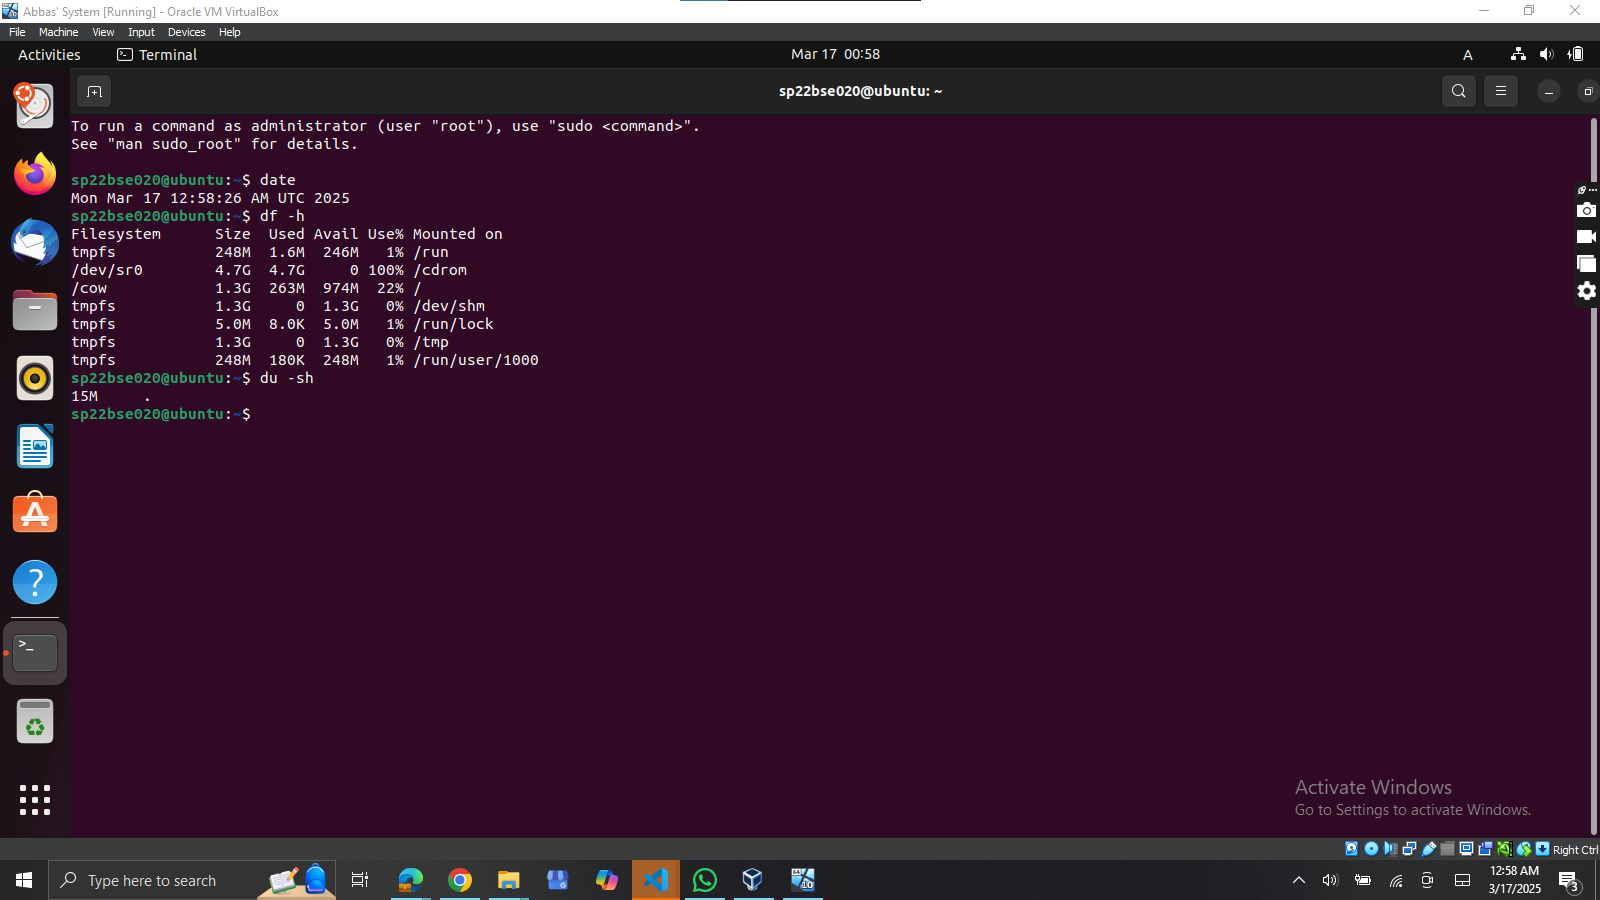 Abbas' System [Running] - Oracle VM VirtualBox
File Machine View Input Devices Help
Activities Terminal Mar 17 00:58 A
sp22bse020@ubuntu: ~
To run a command as administrator (user "root"), use "sudo <command>".
See "man sudo_root" for details.
sp22bse020@ubuntu:~$ date
Mon Mar 17 12:58:26 AM UTC 2025
sp22bse020@ubuntu:~$ df -h
Filesystem Size Used Avail Use% Mounted on
tmpfs 248M 1.6M 246M 1% /run
/dev/sr0 4.7G 4.7G 0 100% /cdrom
/cow 1.3G 263M 974M 22% /
tmpfs 1.3G 0 1.3G 0% /dev/shm
tmpfs 5.0M 8.0K 5.0M 1% /run/lock
tmpfs 1.3G 0 1.3G 0% /tmp
tmpfs 248M 180K 248M 1% /run/user/1000
sp22bse020@ubuntu:~$ du -sh
15M .
sp22bse020@ubuntu:~$
Activate Windows
Go to Settings to activate Windows.
Right Ctrl
Type here to search
12:58 AM
3/17/2025
3